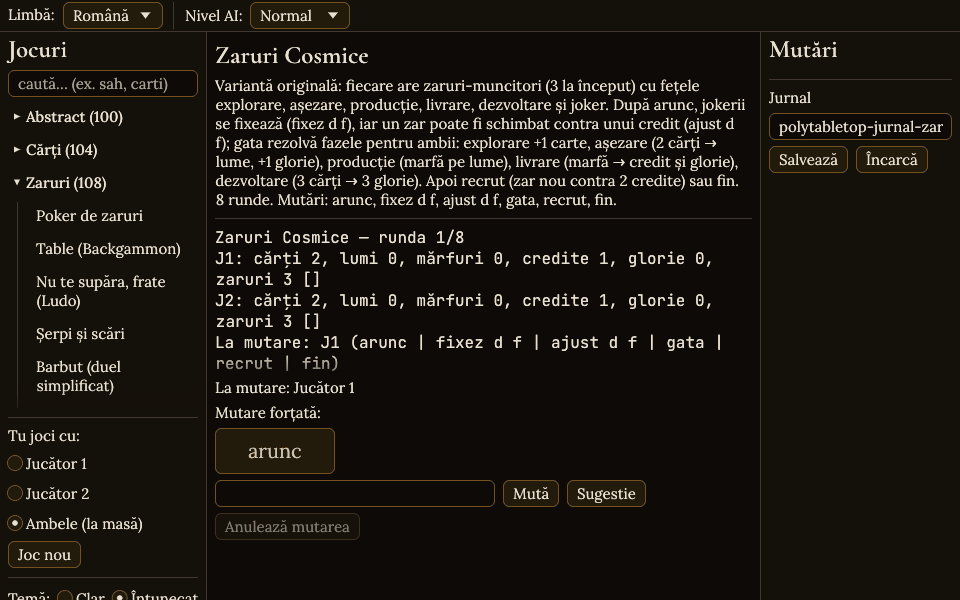 Limbă: Română ▼ Nivel AI: Normal ▼
Jocuri
caută... (ex. sah, carti)
▸ Abstract (100)
▸ Cărți (104)
▾ Zaruri (108)
Poker de zaruri
Table (Backgammon)
Nu te supăra, frate
(Ludo)
Șerpi și scări
Barbut (duel
simplificat)
Tu joci cu:
Jucător 1
Jucător 2
Ambele (la masă)
Joc nou
Temă: Clar Întunecat
Zaruri Cosmice
Variantă originală: fiecare are zaruri-muncitori (3 la început) cu fețele
explorare, așezare, producție, livrare, dezvoltare și joker. După arunc, jokerii
se fixează (fixez d f), iar un zar poate fi schimbat contra unui credit (ajust d
f); gata rezolvă fazele pentru ambii: explorare +1 carte, așezare (2 cărți →
lume, +1 glorie), producție (marfă pe lume), livrare (marfă → credit și glorie),
dezvoltare (3 cărți → 3 glorie). Apoi recrut (zar nou contra 2 credite) sau fin.
8 runde. Mutări: arunc, fixez d f, ajust d f, gata, recrut, fin.
Zaruri Cosmice — runda 1/8
J1: cărți 2, lumi 0, mărfuri 0, credite 1, glorie 0,
zaruri 3 []
J2: cărți 2, lumi 0, mărfuri 0, credite 1, glorie 0,
zaruri 3 []
La mutare: J1 (arunc | fixez d f | ajust d f | gata |
recrut | fin)
La mutare: Jucător 1
Mutare forțată:
arunc
Mută Sugestie
Anulează mutarea
Mutări
Jurnal
polytabletop-jurnal-zar
Salvează Încarcă